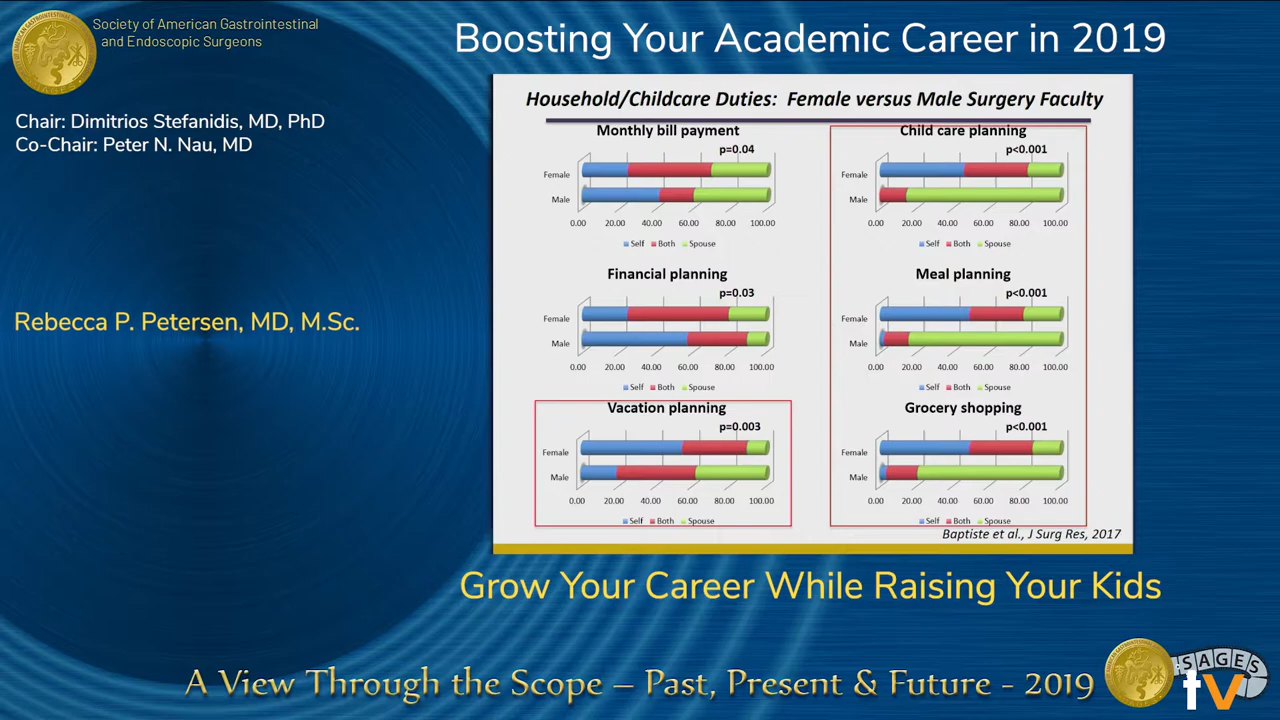 Society of American Gastrointestinal
and Endoscopic Surgeons
Boosting Your Academic Career in 2019
Chair: Dimitrios Stefanidis, MD, PhD
Co-Chair: Peter N. Nau, MD
Rebecca P. Petersen, MD, M.Sc.
Household/Childcare Duties: Female versus Male Surgery Faculty
Monthly bill payment
p=0.04
Female
Male
0.00 20.00 40.00 60.00 80.00 100.00
Self Both Spouse
Child care planning
p<0.001
Female
Male
0.00 20.00 40.00 60.00 80.00 100.00
Self Both Spouse
Financial planning
p=0.03
Female
Male
0.00 20.00 40.00 60.00 80.00 100.00
Self Both Spouse
Meal planning
p<0.001
Female
Male
0.00 20.00 40.00 60.00 80.00 100.00
Self Both Spouse
Vacation planning
p=0.003
Female
Male
0.00 20.00 40.00 60.00 80.00 100.00
Self Both Spouse
Grocery shopping
p<0.001
Female
Male
0.00 20.00 40.00 60.00 80.00 100.00
Self Both Spouse
Baptiste et al., J Surg Res, 2017
Grow Your Career While Raising Your Kids
A View Through the Scope – Past, Present & Future - 2019
SAGES
tv